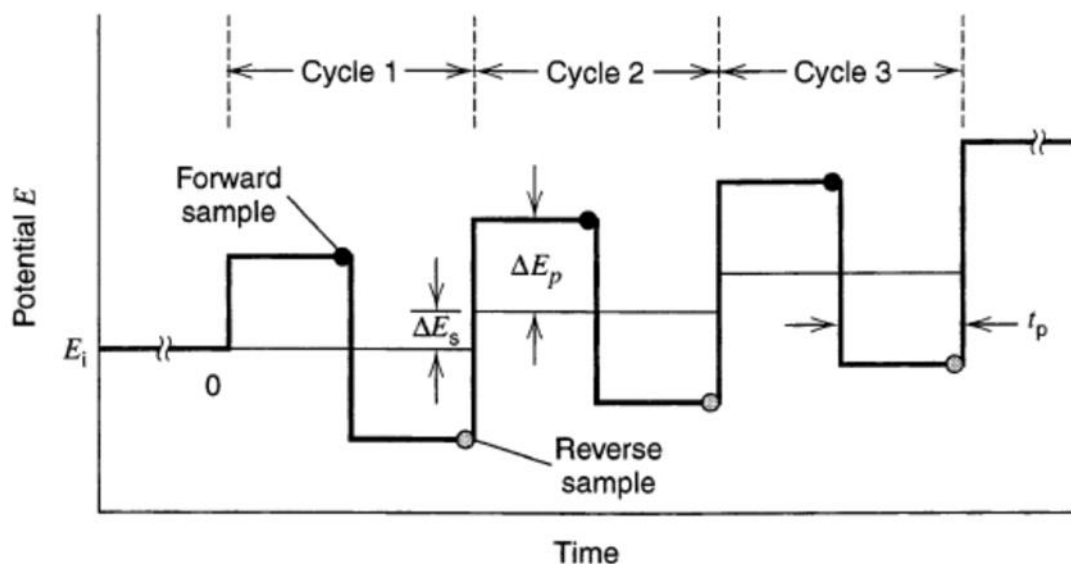 Cycle 1
Cycle 2
Cycle 3
Forward
sample
Potential E
ΔE_p
ΔE_s
t_p
E_i
0
Reverse
sample
Time